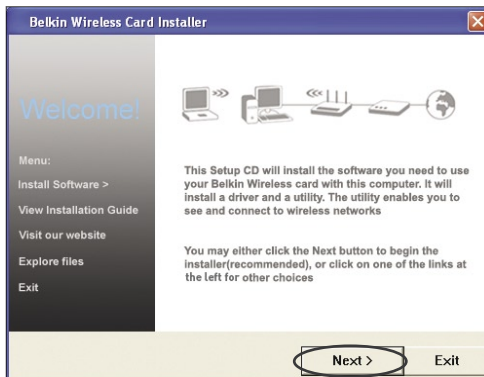 Belkin Wireless Card Installer
Welcome!
Menu:
Install Software >
View Installation Guide
Visit our website
Explore files
Exit
This Setup CD will install the software you need to use
your Belkin Wireless card with this computer. It will
install a driver and a utility. The utility enables you to
see and connect to wireless networks
You may either click the Next button to begin the
installer(recommended), or click on one of the links at
the left for other choices
Next >
Exit